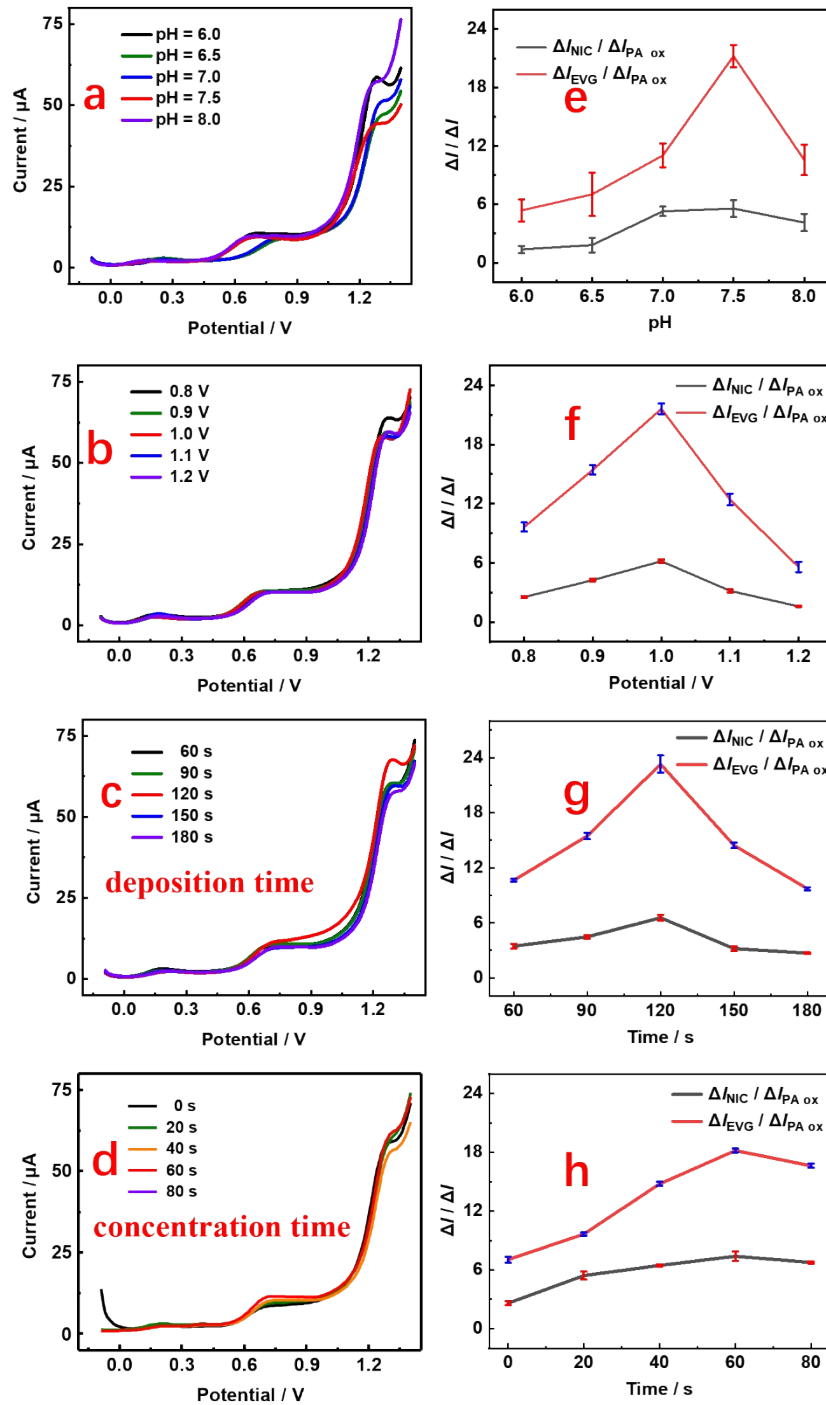 75
50
25
0
Current / µA
pH = 6.0
pH = 6.5
pH = 7.0
pH = 7.5
pH = 8.0
a
0.0 0.3 0.6 0.9 1.2
Potential / V
24
18
12
6
0
ΔI / ΔI
ΔI_NIC / ΔI_PA ox
ΔI_EVG / ΔI_PA ox
e
6.0 6.5 7.0 7.5 8.0
pH
75
50
25
0
Current / µA
0.8 V
0.9 V
1.0 V
1.1 V
1.2 V
b
0.0 0.3 0.6 0.9 1.2
Potential / V
24
18
12
6
0
ΔI / ΔI
ΔI_NIC / ΔI_PA ox
ΔI_EVG / ΔI_PA ox
f
0.8 0.9 1.0 1.1 1.2
Potential / V
75
50
25
0
Current / µA
60 s
90 s
120 s
150 s
180 s
c
deposition time
0.0 0.3 0.6 0.9 1.2
Potential / V
24
18
12
6
0
ΔI / ΔI
ΔI_NIC / ΔI_PA ox
ΔI_EVG / ΔI_PA ox
g
60 90 120 150 180
Time / s
75
50
25
0
Current / µA
0 s
20 s
40 s
60 s
80 s
d
concentration time
0.0 0.3 0.6 0.9 1.2
Potential / V
24
18
12
6
0
ΔI / ΔI
ΔI_NIC / ΔI_PA ox
ΔI_EVG / ΔI_PA ox
h
0 20 40 60 80
Time / s